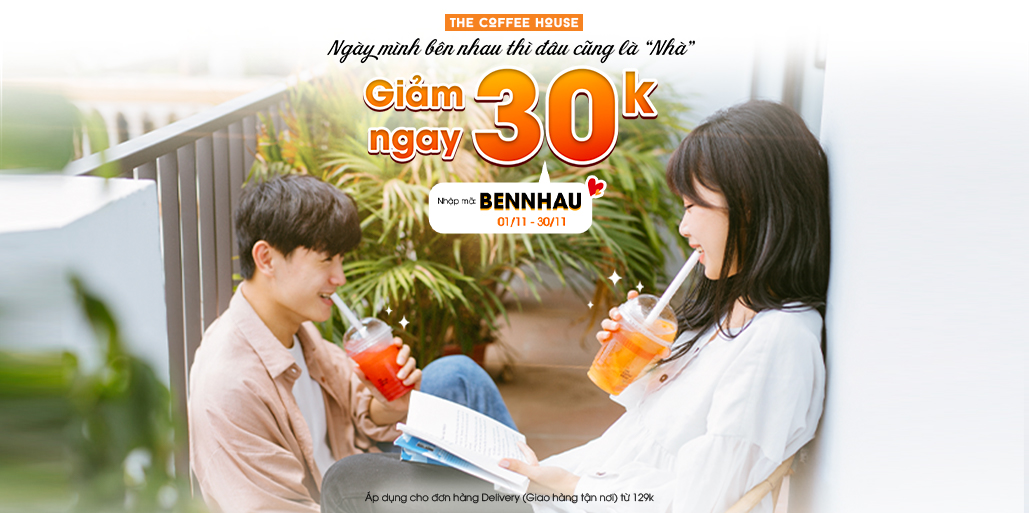 THE COFFEE HOUSE
Ngày mình bên nhau thì đâu cũng là “Nhà”
Giảm ngay 30k
Nhập mã: BENNHAU
01/11 - 30/11
Áp dụng cho đơn hàng Delivery (Giao hàng tận nơi) từ 129k